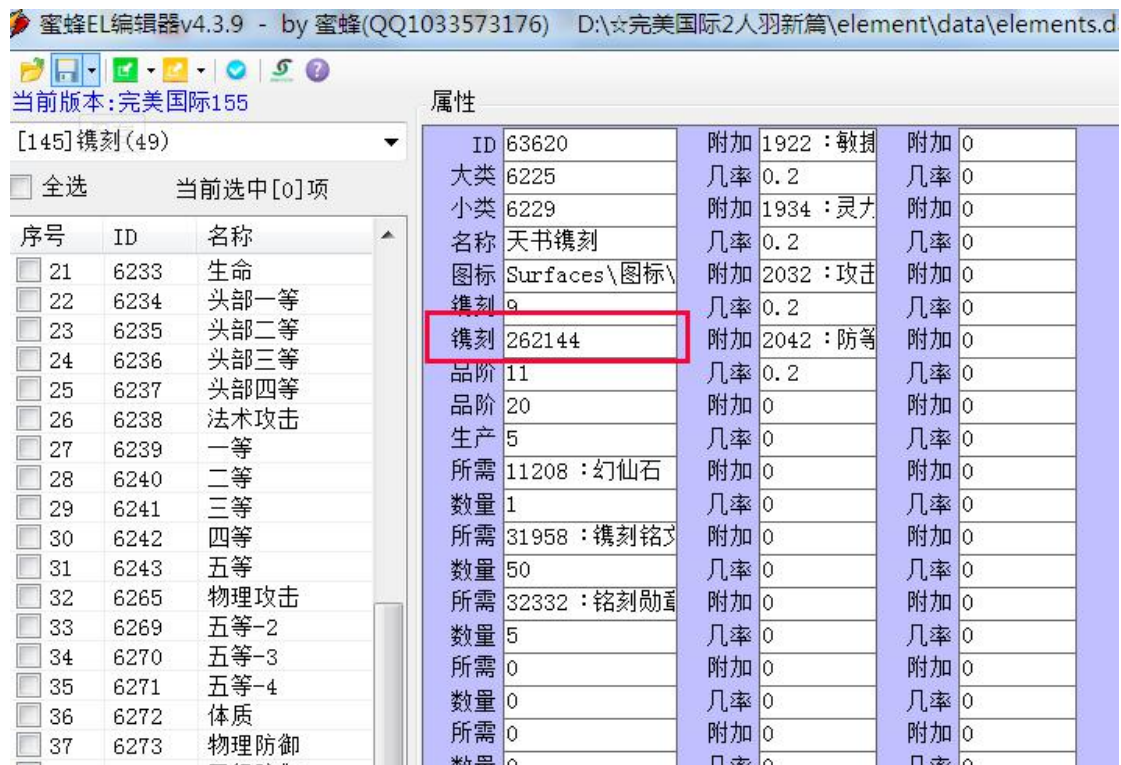 蜜蜂EL编辑器v4.3.9 - by 蜜蜂(QQ1033573176) D:\☆完美国际2人羽新篇\element\data\elements.d
当前版本:完美国际155
[145]镌刻(49)
全选 当前选中[0]项
序号 ID 名称
21 6233 生命
22 6234 头部一等
23 6235 头部二等
24 6236 头部三等
25 6237 头部四等
26 6238 法术攻击
27 6239 一等
28 6240 二等
29 6241 三等
30 6242 四等
31 6243 五等
32 6265 物理攻击
33 6269 五等-2
34 6270 五等-3
35 6271 五等-4
36 6272 体质
37 6273 物理防御
属性
ID 63620 附加 1922:敏捷 附加 0
大类 6225 几率 0.2 几率 0
小类 6229 附加 1934:灵力 附加 0
名称 天书镌刻 几率 0.2 几率 0
图标 Surfaces\图标\ 附加 2032:攻击 附加 0
镌刻 9 几率 0.2 几率 0
镌刻 262144 附加 2042:防等 附加 0
品阶 11 几率 0.2 几率 0
品阶 20 附加 0 附加 0
生产 5 几率 0 几率 0
所需 11208:幻仙石 附加 0 附加 0
数量 1 几率 0 几率 0
所需 31958:镌刻铭文 附加 0 附加 0
数量 50 几率 0 几率 0
所需 32332:铭刻勋章 附加 0 附加 0
数量 5 几率 0 几率 0
所需 0 附加 0 附加 0
数量 0 几率 0 几率 0
所需 0 附加 0 附加 0
数量 0 几率 0 几率 0